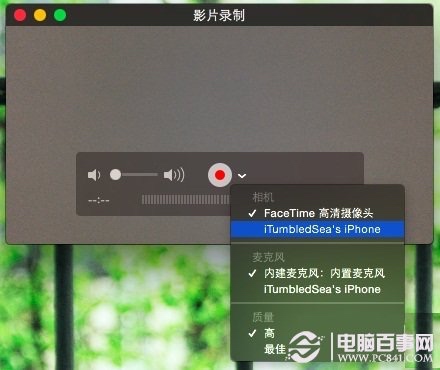 影片录制
--:--
相机
✓ FaceTime 高清摄像头
iTumbledSea's iPhone
麦克风
✓ 内建麦克风：内置麦克风
iTumbledSea's iPhone
质量
✓ 高
最佳
电脑百事网
WWW.PC841.COM